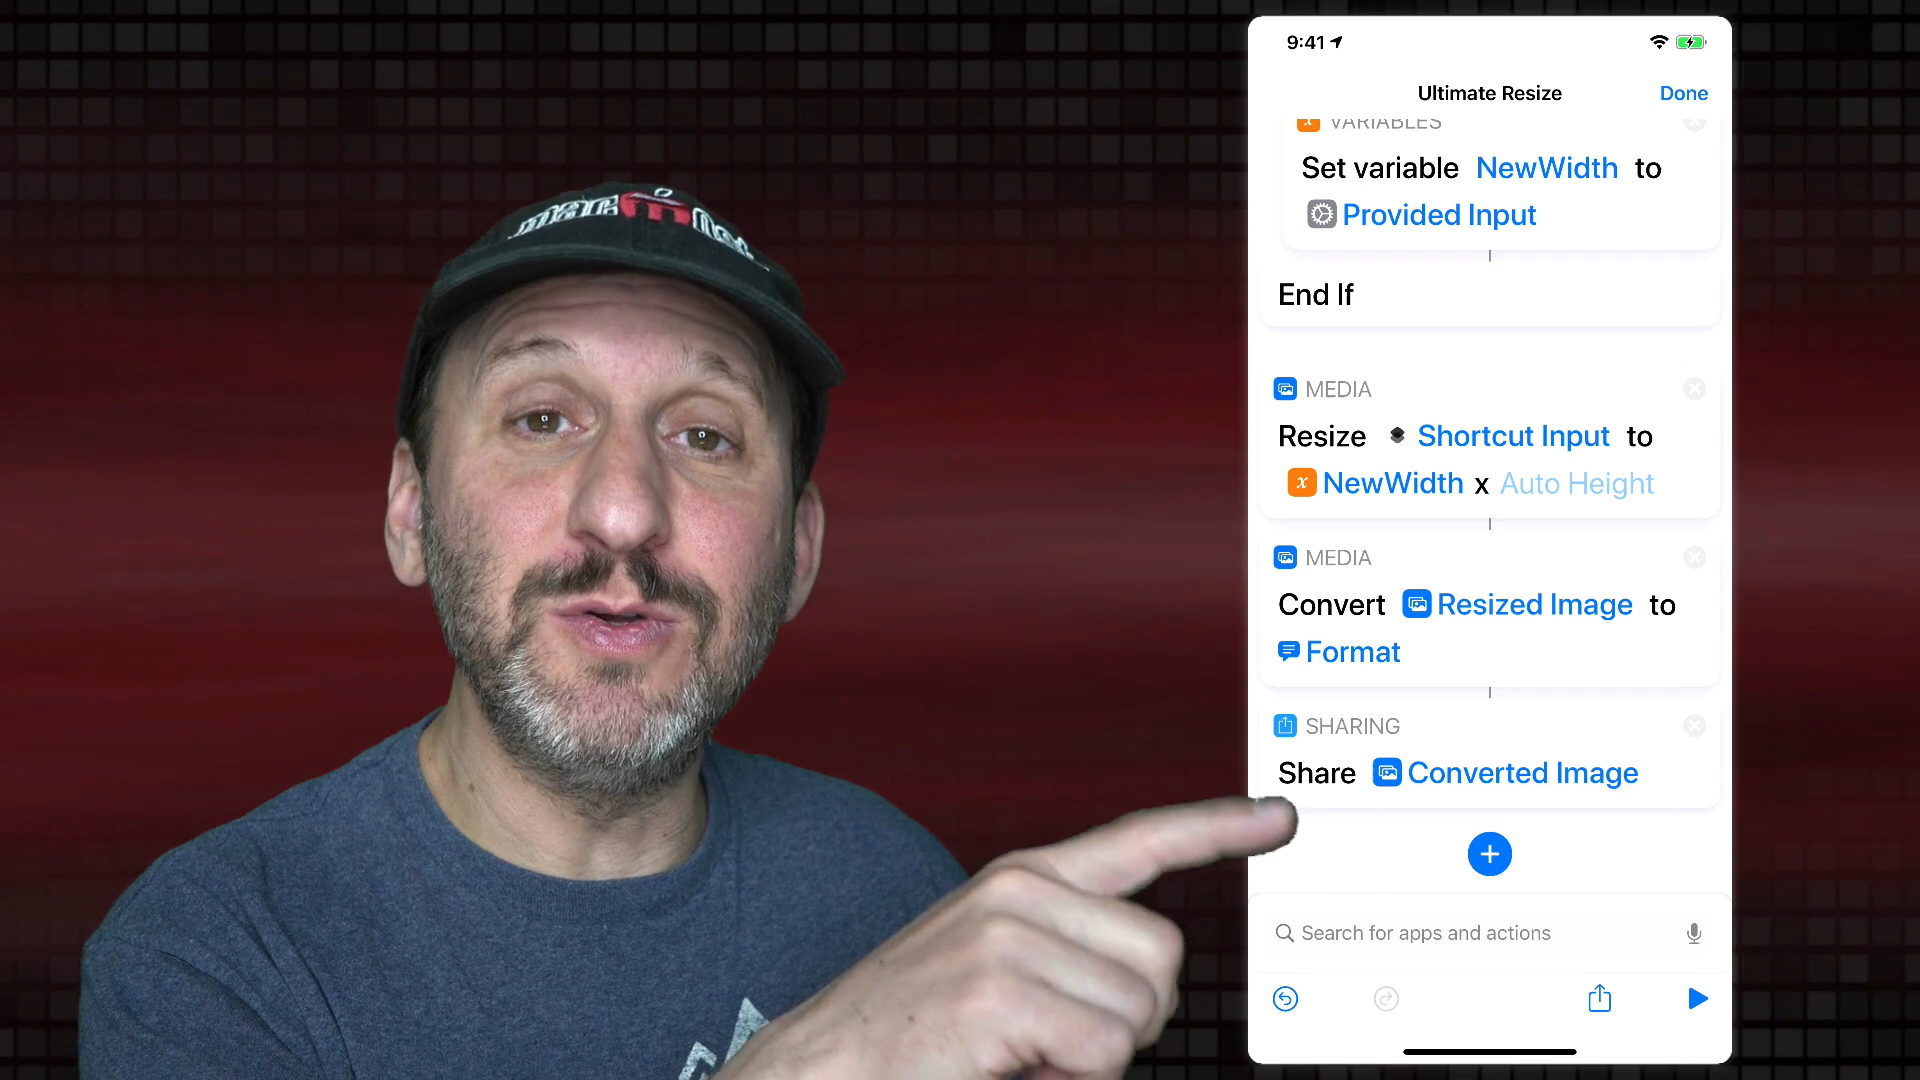 9:41
Ultimate Resize
Done
VARIABLES
Set variable NewWidth to
Provided Input
End If
MEDIA
Resize Shortcut Input to
x NewWidth x Auto Height
MEDIA
Convert Resized Image to
Format
SHARING
Share Converted Image
Search for apps and actions